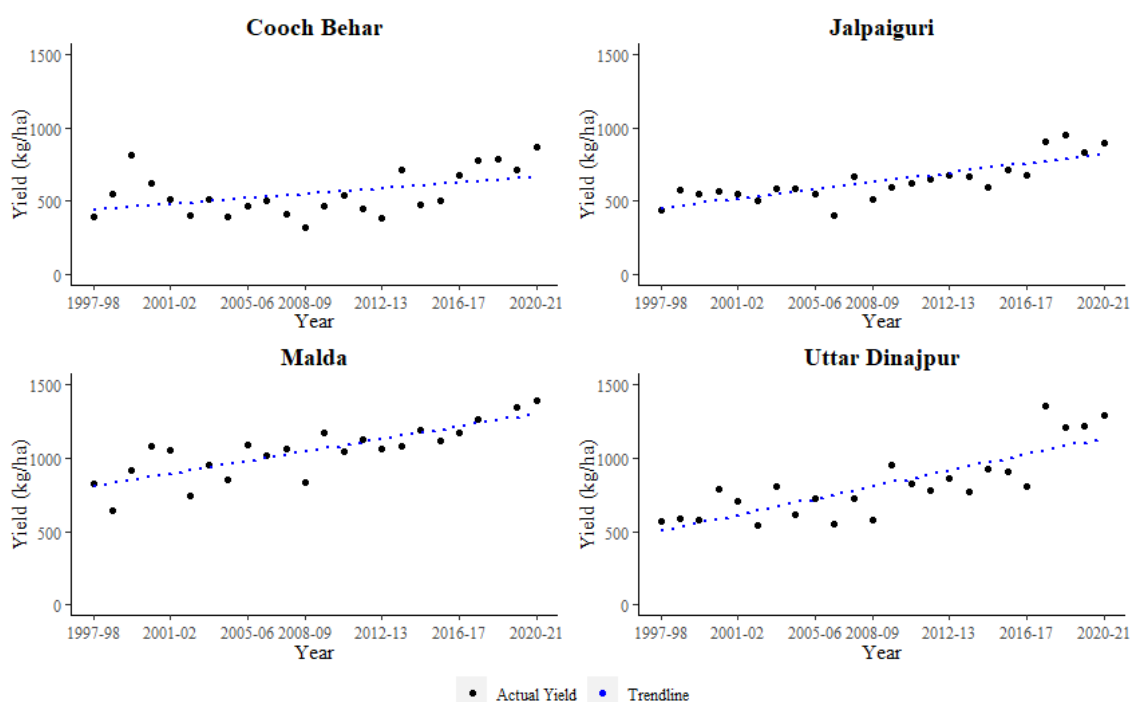 Cooch Behar
Yield (kg/ha)
1500
1000
500
0
1997-98 2001-02 2005-06 2008-09 2012-13 2016-17 2020-21
Year
Jalpaiguri
Yield (kg/ha)
1500
1000
500
0
1997-98 2001-02 2005-06 2008-09 2012-13 2016-17 2020-21
Year
Malda
Yield (kg/ha)
1500
1000
500
0
1997-98 2001-02 2005-06 2008-09 2012-13 2016-17 2020-21
Year
Uttar Dinajpur
Yield (kg/ha)
1500
1000
500
0
1997-98 2001-02 2005-06 2008-09 2012-13 2016-17 2020-21
Year
Actual Yield Trendline